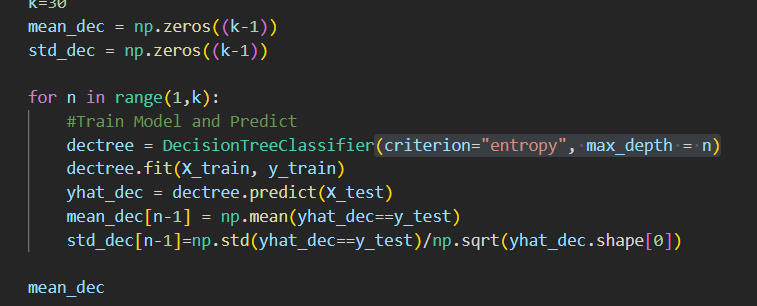 k=30
mean_dec = np.zeros((k-1))
std_dec = np.zeros((k-1))
for n in range(1,k):
#Train Model and Predict
dectree = DecisionTreeClassifier(criterion="entropy", max_depth = n)
dectree.fit(X_train, y_train)
yhat_dec = dectree.predict(X_test)
mean_dec[n-1] = np.mean(yhat_dec==y_test)
std_dec[n-1]=np.std(yhat_dec==y_test)/np.sqrt(yhat_dec.shape[0])
mean_dec